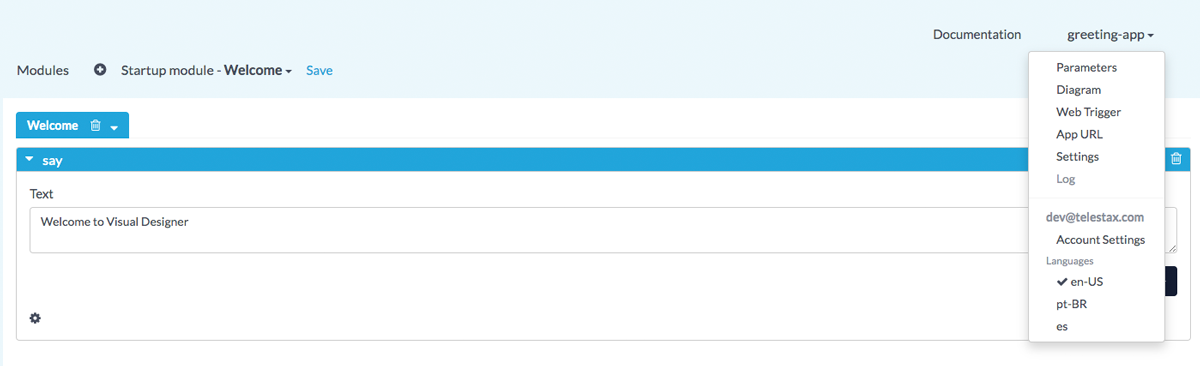 Documentation greeting-app
Modules Startup module - Welcome Save
Welcome
say
Text
Welcome to Visual Designer
Parameters
Diagram
Web Trigger
App URL
Settings
Log
dev@telestax.com
Account Settings
Languages
en-US
pt-BR
es